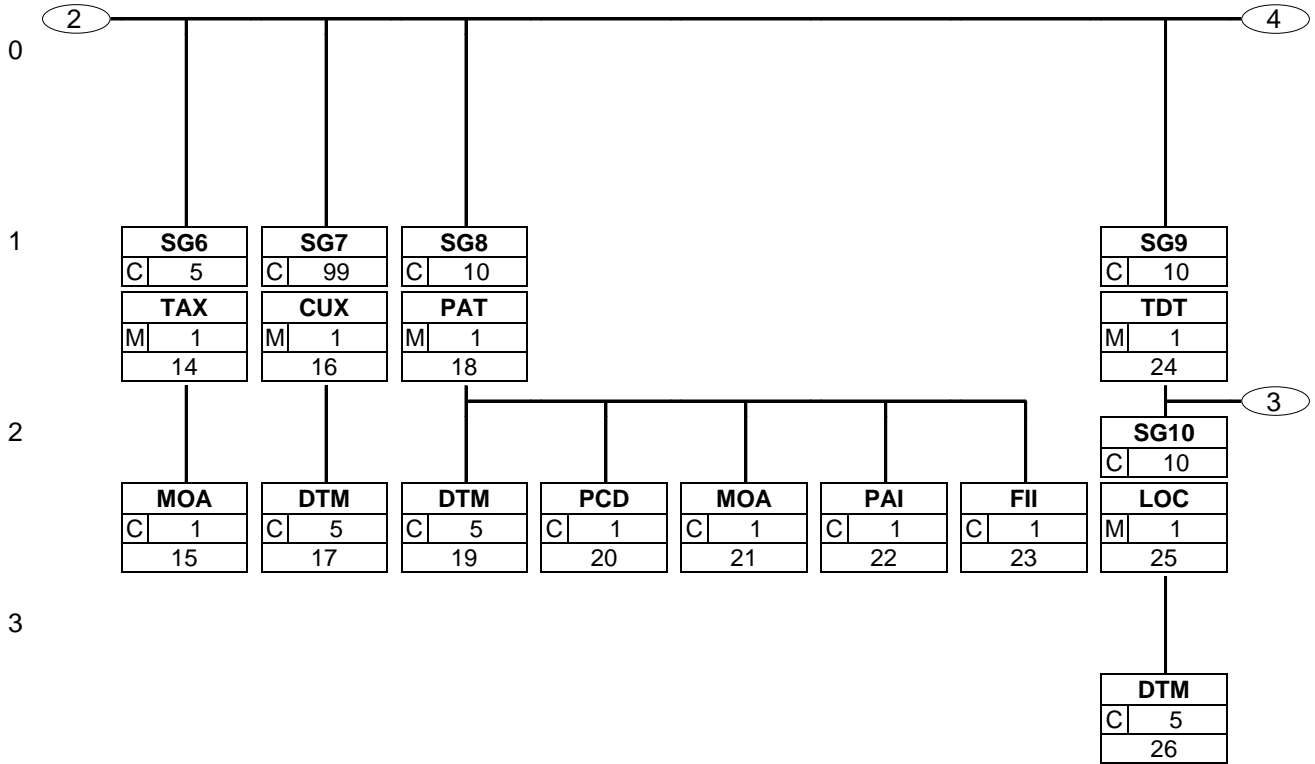 2 4
0
1 SG6 SG7 SG8 SG9
C 5 C 99 C 10 C 10
TAX CUX PAT TDT
M 1 M 1 M 1 M 1
14 16 18 24
3
2 SG10
C 10
MOA DTM DTM PCD MOA PAI FII LOC
C 1 C 5 C 5 C 1 C 1 C 1 C 1 M 1
15 17 19 20 21 22 23 25
3
DTM
C 5
26